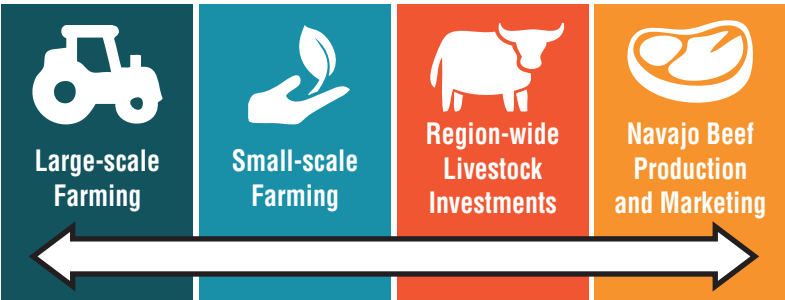 Large-scale
Farming
Small-scale
Farming
Region-wide
Livestock
Investments
Navajo Beef
Production
and Marketing